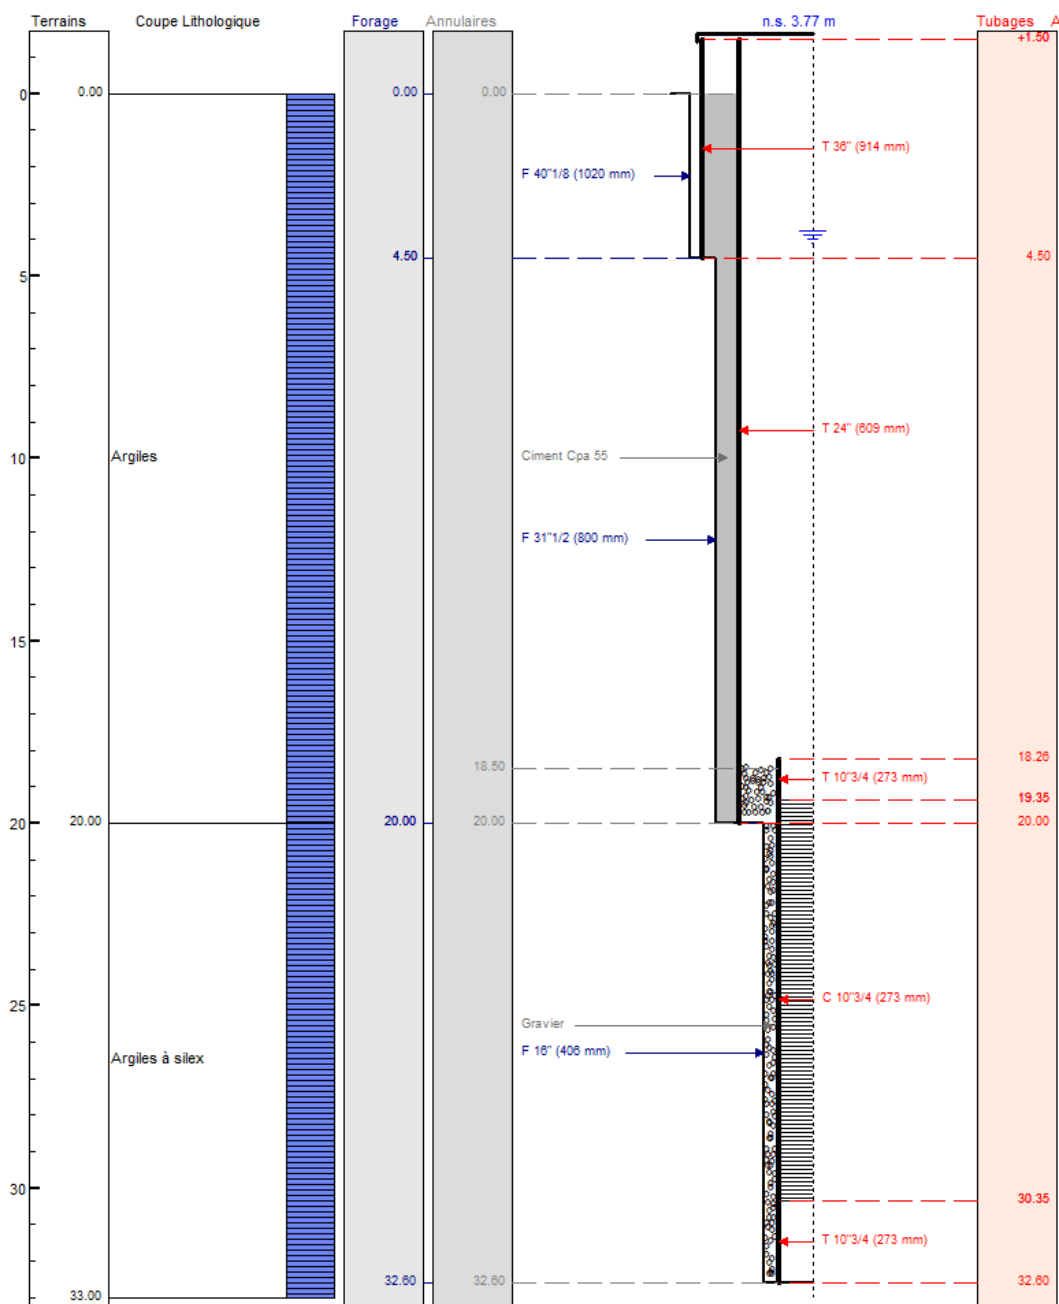 Terrains Coupe Lithologique Forage Annulaires n.s. 3.77 m Tubages A
+1.50
0 0.00 0.00 0.00
T 36" (914 mm)
F 40"1/8 (1020 mm)
4.50 4.50
5
T 24" (609 mm)
10 Argiles Ciment Cpa 55
F 31"1/2 (800 mm)
15
18.26
18.50 T 10"3/4 (273 mm)
19.35
20 20.00 20.00 20.00 20.00
25 C 10"3/4 (273 mm)
Gravier
Argiles à silex F 16" (406 mm)
30 30.35
T 10"3/4 (273 mm)
32.60 32.60 32.60
33.00